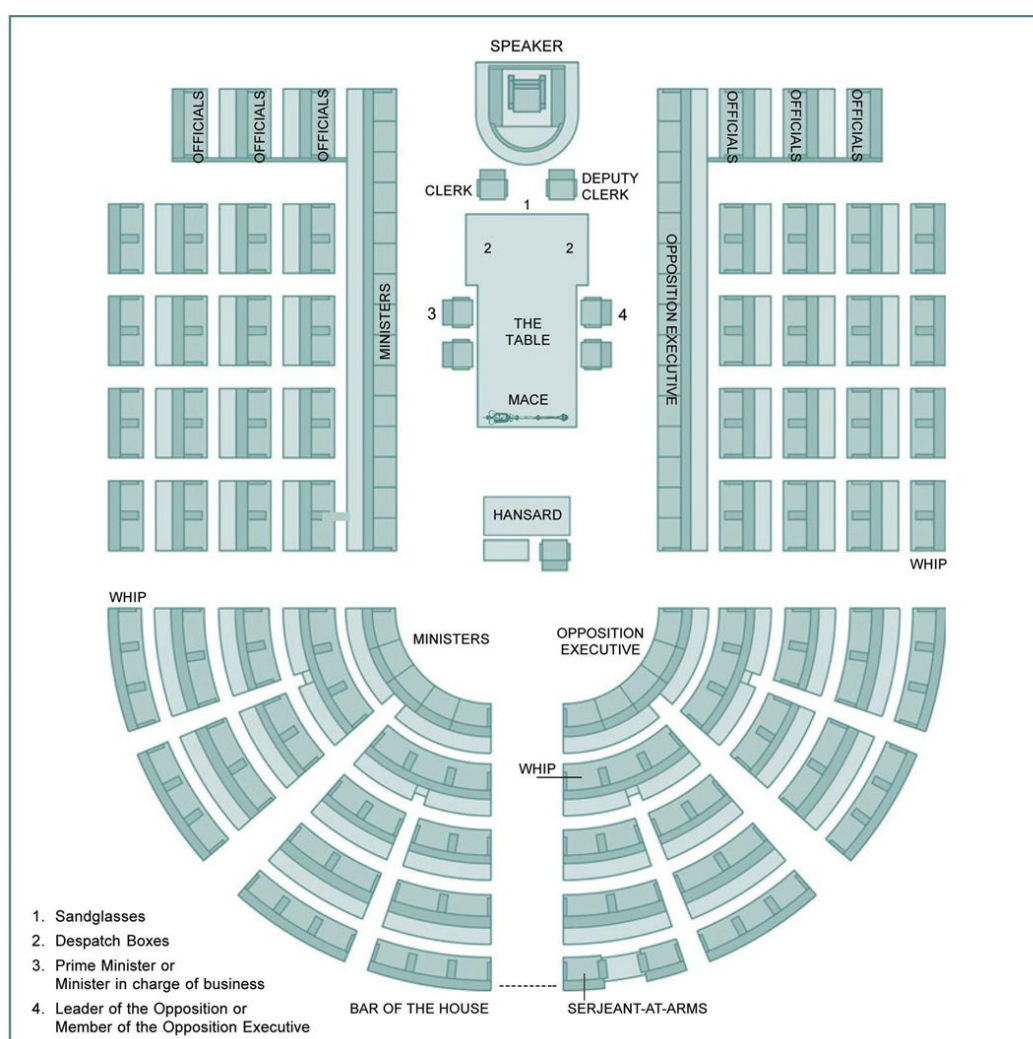 SPEAKER
OFFICIALS
OFFICIALS
OFFICIALS
OFFICIALS
OFFICIALS
OFFICIALS
CLERK
DEPUTY
CLERK
1
2
2
MINISTERS
OPPOSITION EXECUTIVE
3
4
THE
TABLE
MACE
HANSARD
WHIP
WHIP
MINISTERS
OPPOSITION
EXECUTIVE
WHIP
1. Sandglasses
2. Despatch Boxes
3. Prime Minister or
Minister in charge of business
4. Leader of the Opposition or
Member of the Opposition Executive
BAR OF THE HOUSE
SERJEANT-AT-ARMS